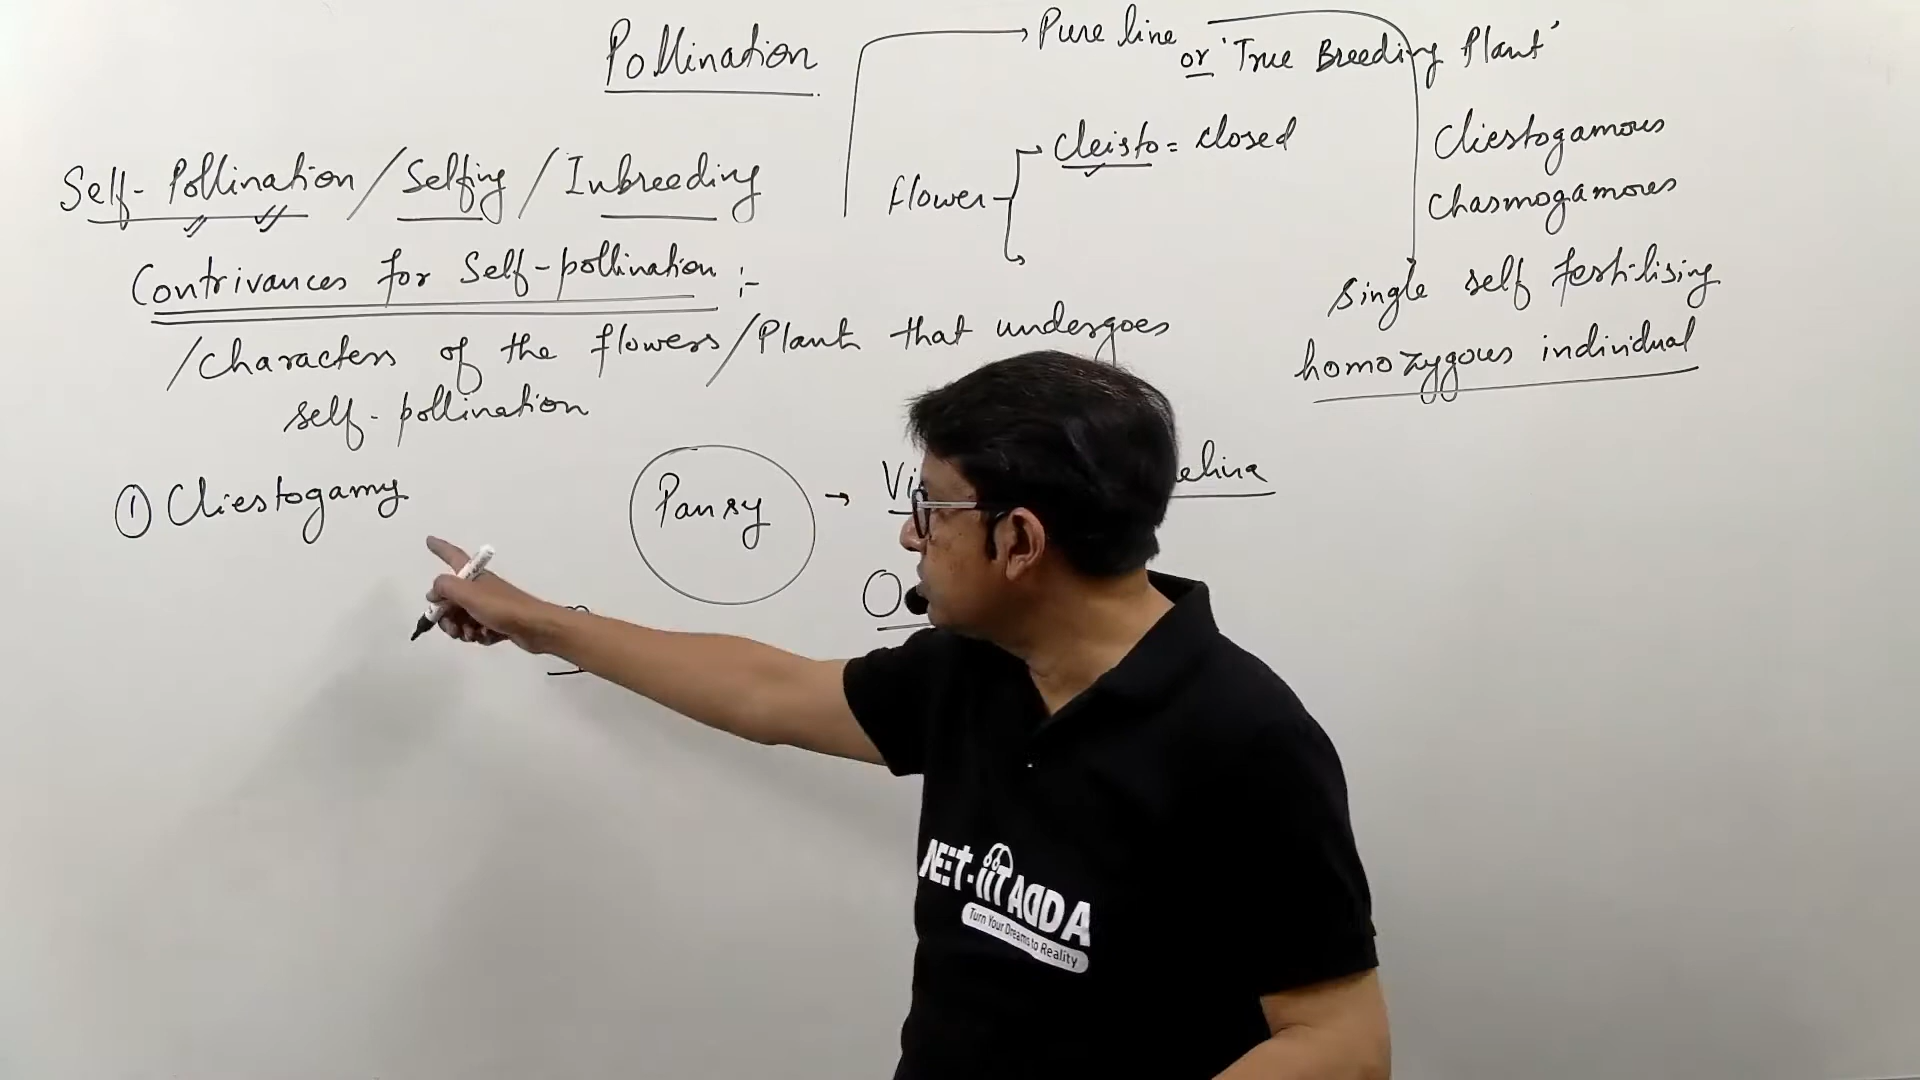 Pollination
Pure line
or 'True Breeding Plant'
Self-Pollination/Selfing/Inbreeding
flower
Cleisto = closed
Cliestogamous
Chasmogamous
Contrivances for Self-pollination :-
Single self fertilising
homozygous individual
/Characters of the flowers/Plant that undergoes
self-pollination
① Cliestogamy
Pansy →
NEET-IIT ADDA
Turn Your Dreams to Reality